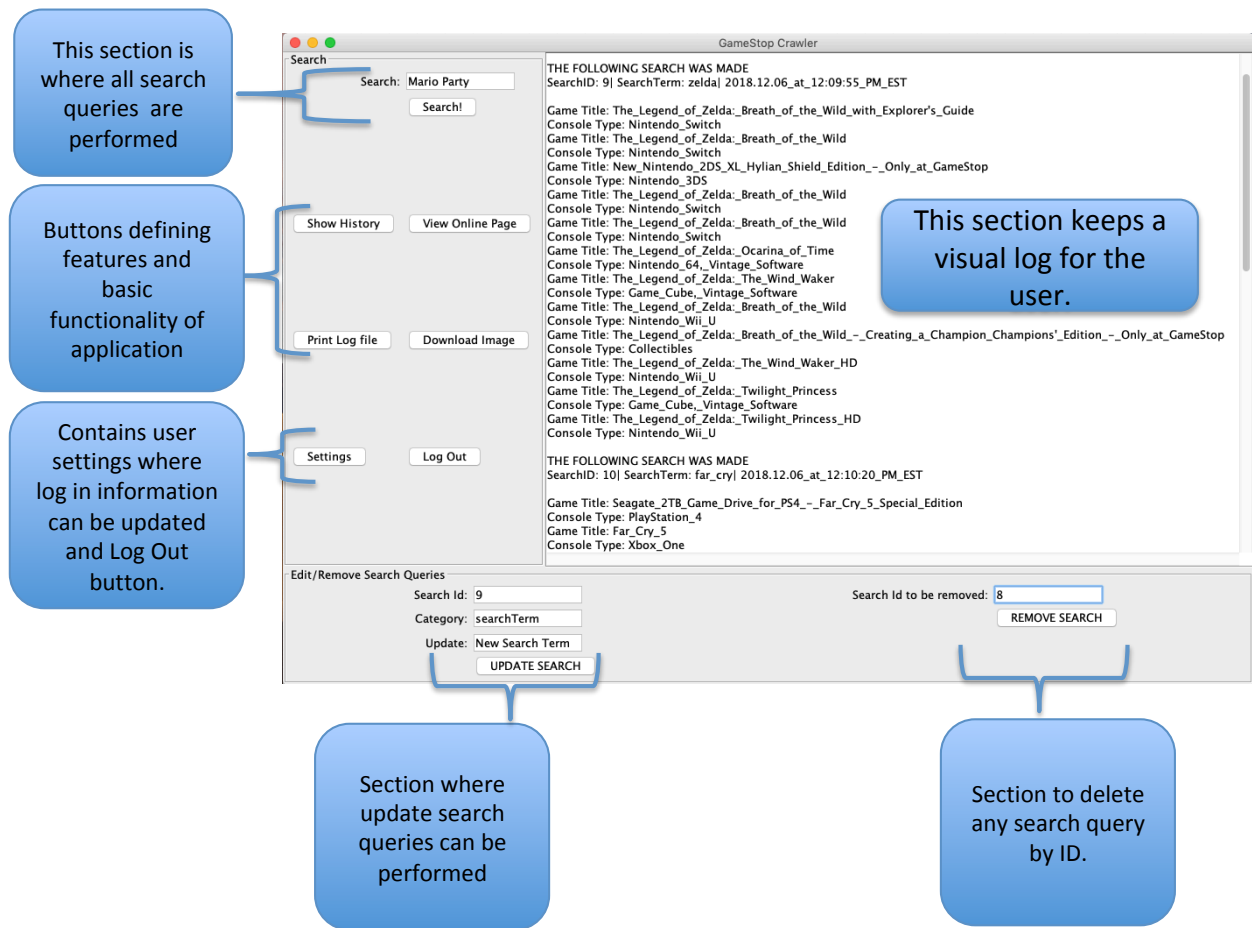 This section is
where all search
queries are
performed
Buttons defining
features and
basic
functionality of
application
Contains user
settings where
log in information
can be updated
and Log Out
button.
GameStop Crawler
Search
Search: Mario Party
Search!
Show History
View Online Page
Print Log file
Download Image
Settings
Log Out
THE FOLLOWING SEARCH WAS MADE
SearchID: 9| SearchTerm: zelda| 2018.12.06_at_12:09:55_PM_EST
Game Title: The_Legend_of_Zelda:_Breath_of_the_Wild_with_Explorer's_Guide
Console Type: Nintendo_Switch
Game Title: The_Legend_of_Zelda:_Breath_of_the_Wild
Console Type: Nintendo_Switch
Game Title: New_Nintendo_2DS_XL_Hylian_Shield_Edition_-_Only_at_GameStop
Console Type: Nintendo_3DS
Game Title: The_Legend_of_Zelda:_Breath_of_the_Wild
Console Type: Nintendo_Switch
Game Title: The_Legend_of_Zelda:_Breath_of_the_Wild
Console Type: Nintendo_Switch
Game Title: The_Legend_of_Zelda:_Ocarina_of_Time
Console Type: Nintendo_64,_Vintage_Software
Game Title: The_Legend_of_Zelda:_The_Wind_Waker
Console Type: Game_Cube,_Vintage_Software
Game Title: The_Legend_of_Zelda:_Breath_of_the_Wild
Console Type: Nintendo_Wii_U
Game Title: The_Legend_of_Zelda:_Breath_of_the_Wild_-_Creating_a_Champion_Champions'_Edition_-_Only_at_GameStop
Console Type: Collectibles
Game Title: The_Legend_of_Zelda:_The_Wind_Waker_HD
Console Type: Nintendo_Wii_U
Game Title: The_Legend_of_Zelda:_Twilight_Princess
Console Type: Game_Cube,_Vintage_Software
Game Title: The_Legend_of_Zelda:_Twilight_Princess_HD
Console Type: Nintendo_Wii_U
THE FOLLOWING SEARCH WAS MADE
SearchID: 10| SearchTerm: far_cry| 2018.12.06_at_12:10:20_PM_EST
Game Title: Seagate_2TB_Game_Drive_for_PS4_-_Far_Cry_5_Special_Edition
Console Type: PlayStation_4
Game Title: Far_Cry_5
Console Type: Xbox_One
This section keeps a
visual log for the
user.
Edit/Remove Search Queries
Search Id: 9
Category: searchTerm
Update: New Search Term
UPDATE SEARCH
Search Id to be removed: 8
REMOVE SEARCH
Section where
update search
queries can be
performed
Section to delete
any search query
by ID.